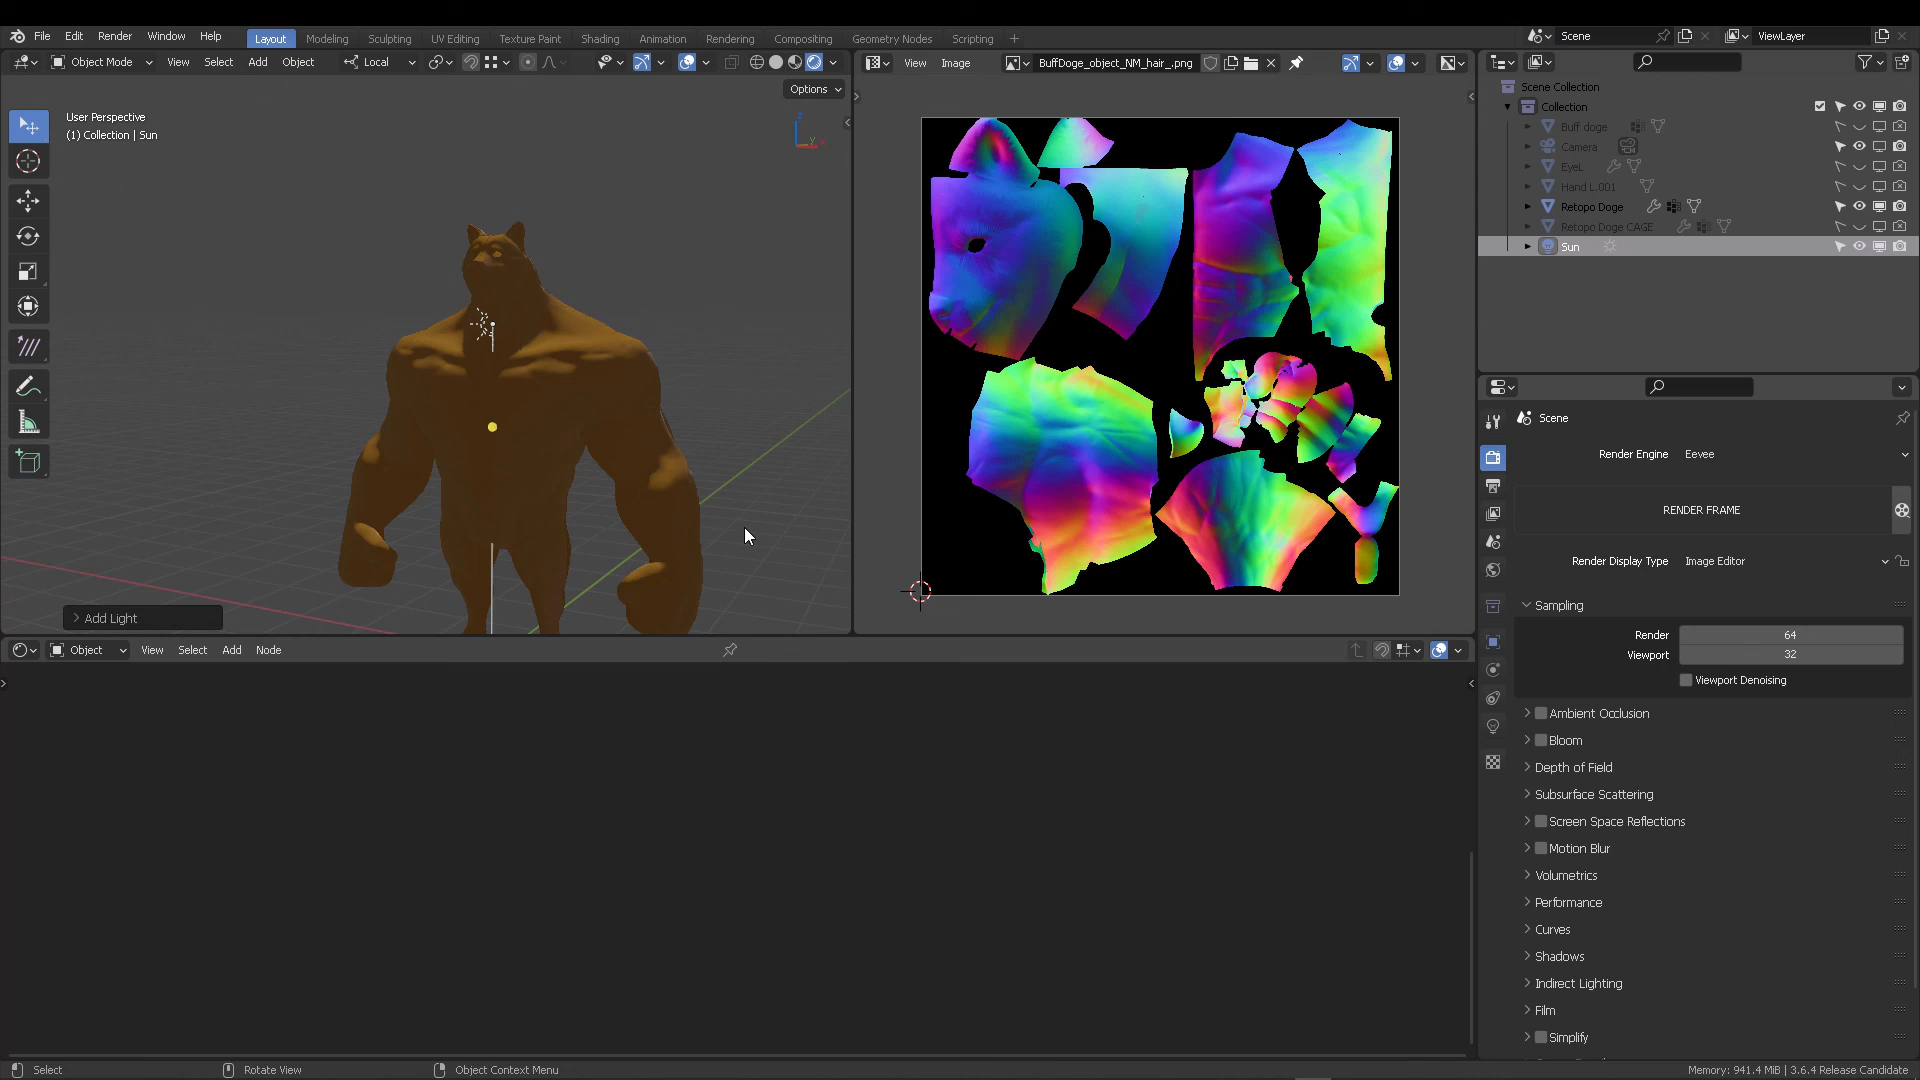 File Edit Render Window Help Layout Modeling Sculpting UV Editing Texture Paint Shading Animation Rendering Compositing Geometry Nodes Scripting Scene ViewLayer
Object Mode View Select Add Object Local
Options
User Perspective
(1) Collection | Sun
Z
Add Light
View Image BuffDoge_object_NM_hair_.png
Scene Collection
Collection
Buff doge
Camera
EyeL
Hand L.001
Retopo Doge
Retopo Doge CAGE
Sun
Scene
Render Engine Eevee
RENDER FRAME
Render Display Type Image Editor
Sampling
Render 64
Viewport 32
Viewport Denoising
Ambient Occlusion
Bloom
Depth of Field
Subsurface Scattering
Screen Space Reflections
Motion Blur
Volumetrics
Performance
Curves
Shadows
Indirect Lighting
Film
Simplify
Object View Select Add Node
Select Rotate View Object Context Menu Memory: 941.4 MiB | 3.6.4 Release Candidate